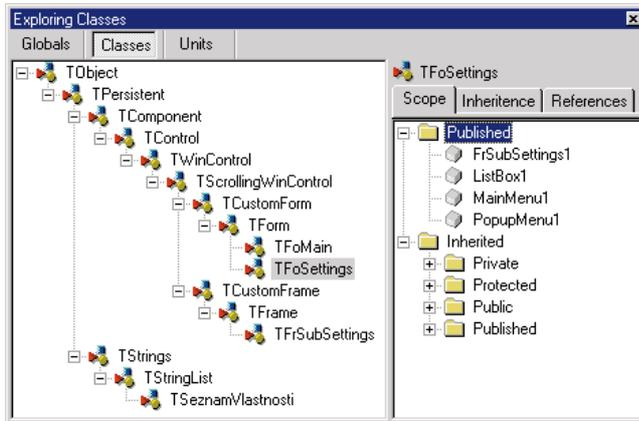 Exploring Classes
Globals Classes Units
TObject
TPersistent
TComponent
TControl
TWinControl
TScrollingWinControl
TCustomForm
TForm
TFoMain
TFoSettings
TCustomFrame
TFrame
TFrSubSettings
TStrings
TStringList
TSeznamVlastnosti
TFoSettings
Scope Inheritence References
Published
FrSubSettings1
ListBox1
MainMenu1
PopupMenu1
Inherited
Private
Protected
Public
Published